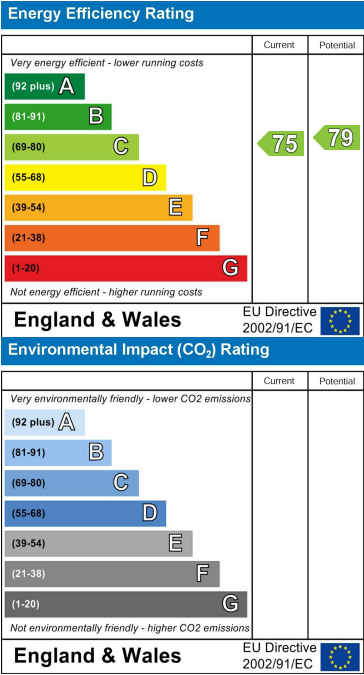 Energy Efficiency Rating
Current Potential
Very energy efficient - lower running costs
(92 plus) A
(81-91) B
(69-80) C 75 79
(55-68) D
(39-54) E
(21-38) F
(1-20) G
Not energy efficient - higher running costs
England & Wales
EU Directive
2002/91/EC
Environmental Impact (CO₂) Rating
Current Potential
Very environmentally friendly - lower CO2 emissions
(92 plus) A
(81-91) B
(69-80) C
(55-68) D
(39-54) E
(21-38) F
(1-20) G
Not environmentally friendly - higher CO2 emissions
England & Wales
EU Directive
2002/91/EC